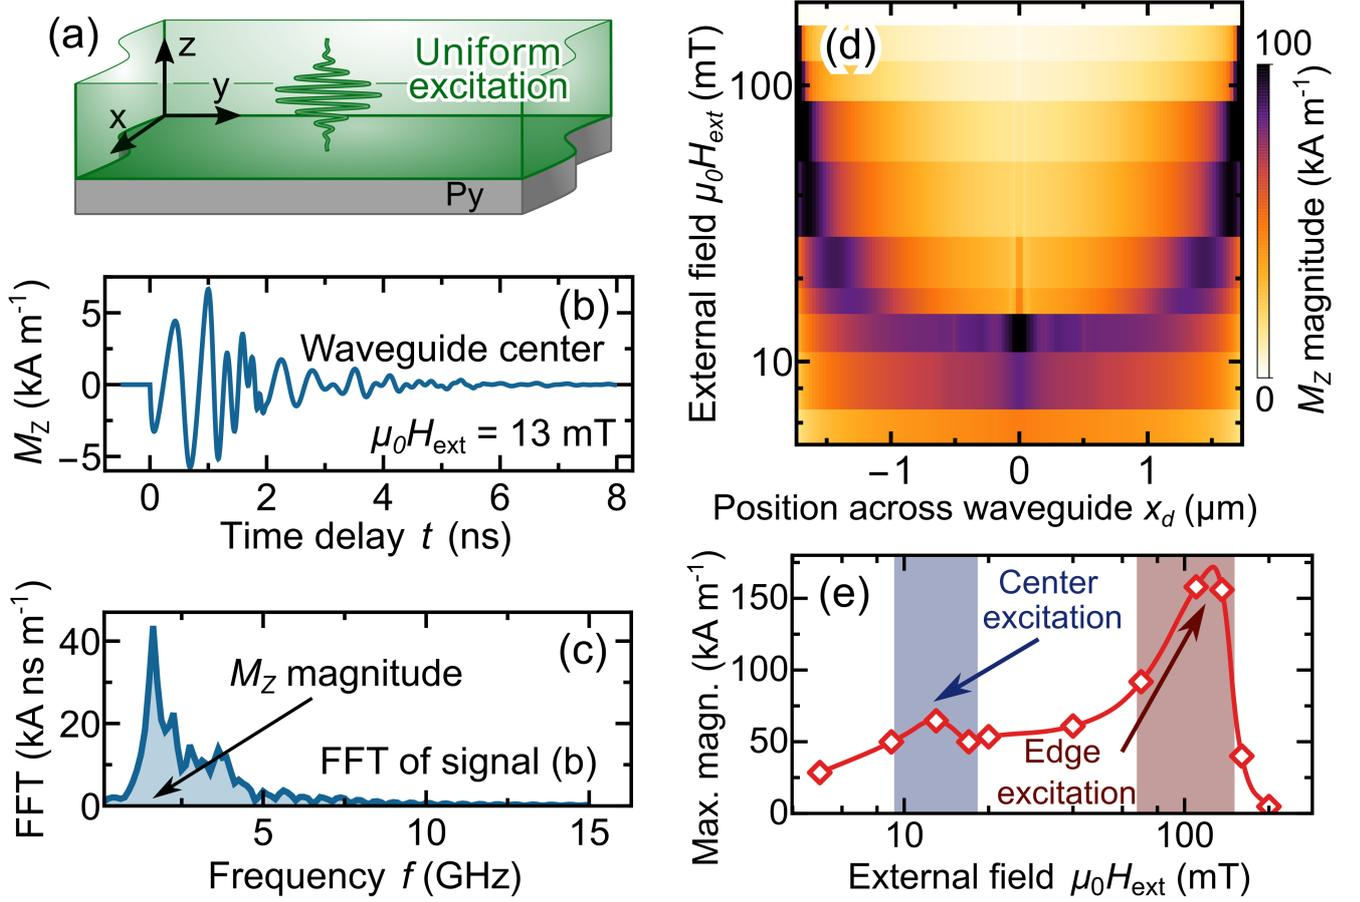 (a)
z
y
x
Uniform
excitation
Py
(b)
Waveguide center
μ₀H_ext = 13 mT
5
0
−5
M_Z (kA m⁻¹)
0 2 4 6 8
Time delay t (ns)
(c)
M_Z magnitude
FFT of signal (b)
40
20
0
FFT (kA ns m⁻¹)
5 10 15
Frequency f (GHz)
(d)
100
10
External field μ₀H_ext (mT)
−1 0 1
Position across waveguide x_d (μm)
100
0
M_Z magnitude (kA m⁻¹)
(e)
Center
excitation
Edge
excitation
150
100
50
0
Max. magn. (kA m⁻¹)
10 100
External field μ₀H_ext (mT)